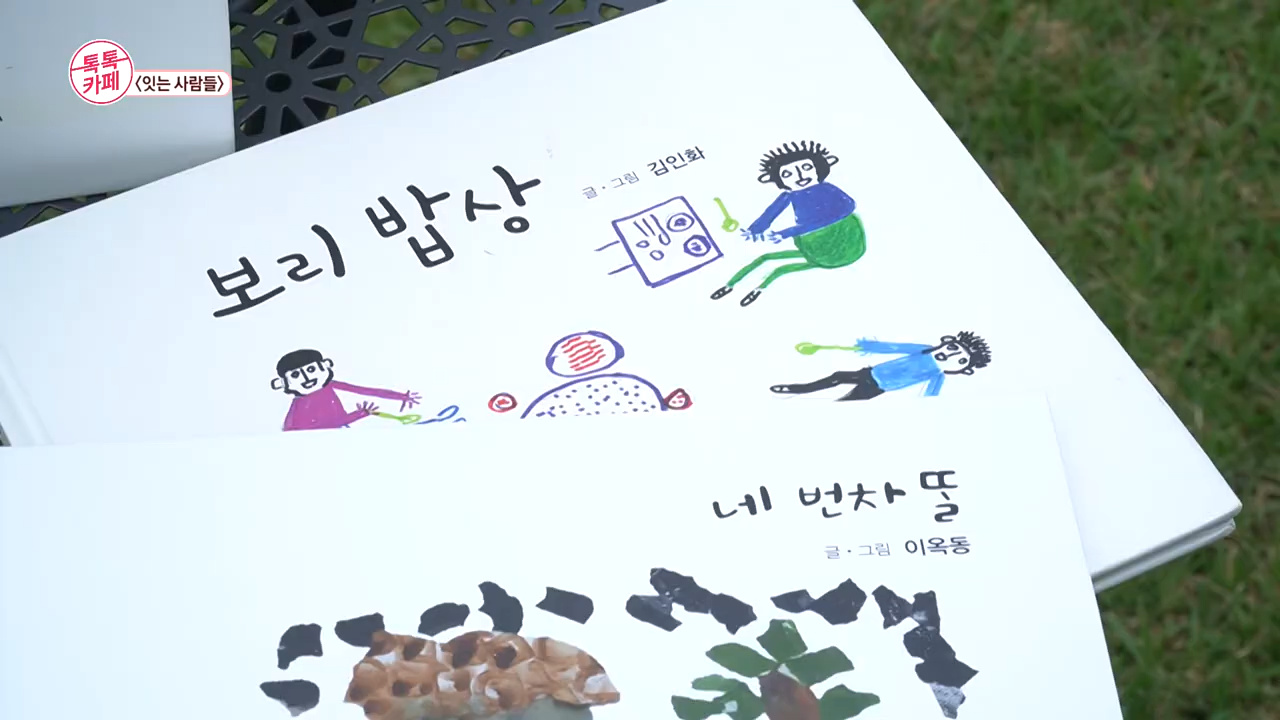 톡톡
카페
<잇는 사람들>
보리 밥상
글·그림 김인화
네 번차 똘
글·그림 이옥동